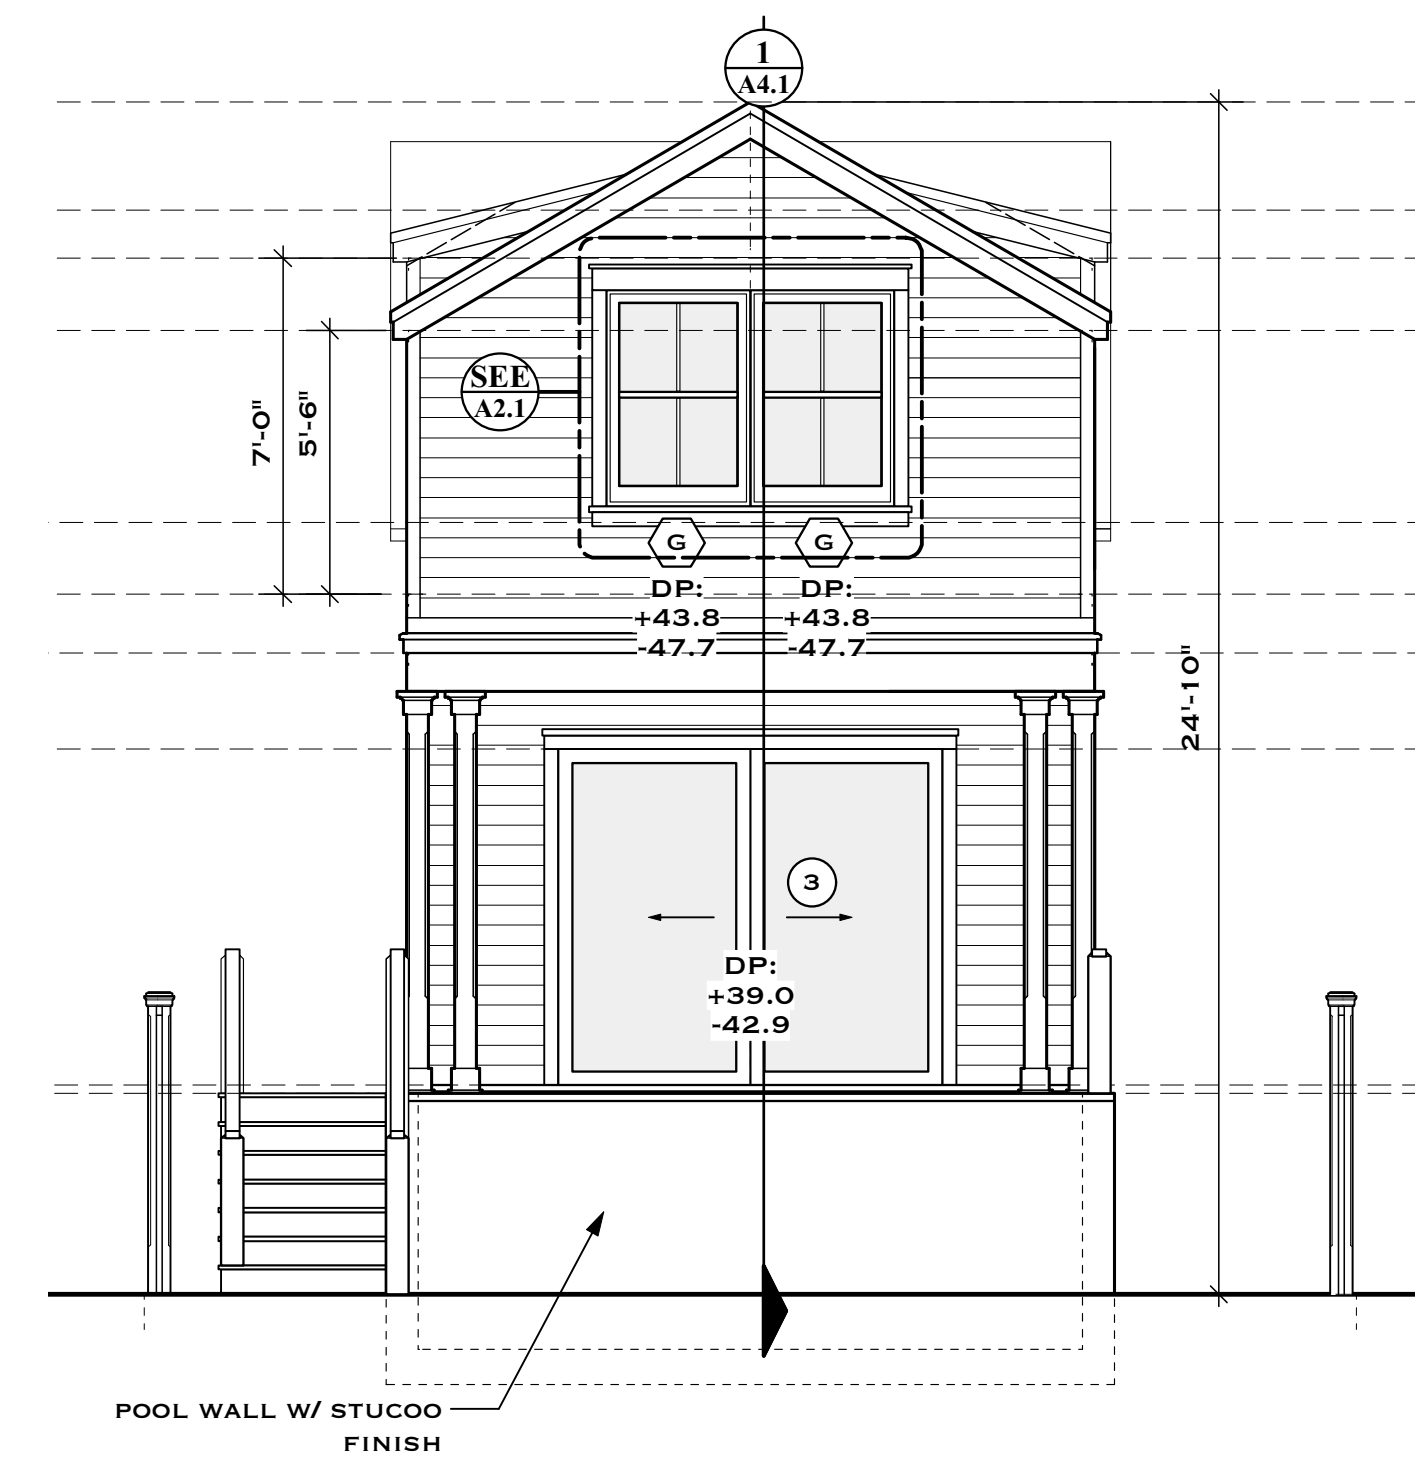 1
A4.1
7'-0"
5'-6"
SEE
A2.1
G
G
DP:
+43.8
-47.7
DP:
+43.8
-47.7
24'-10"
3
DP:
+39.0
-42.9
POOL WALL W/ STUCOO
FINISH